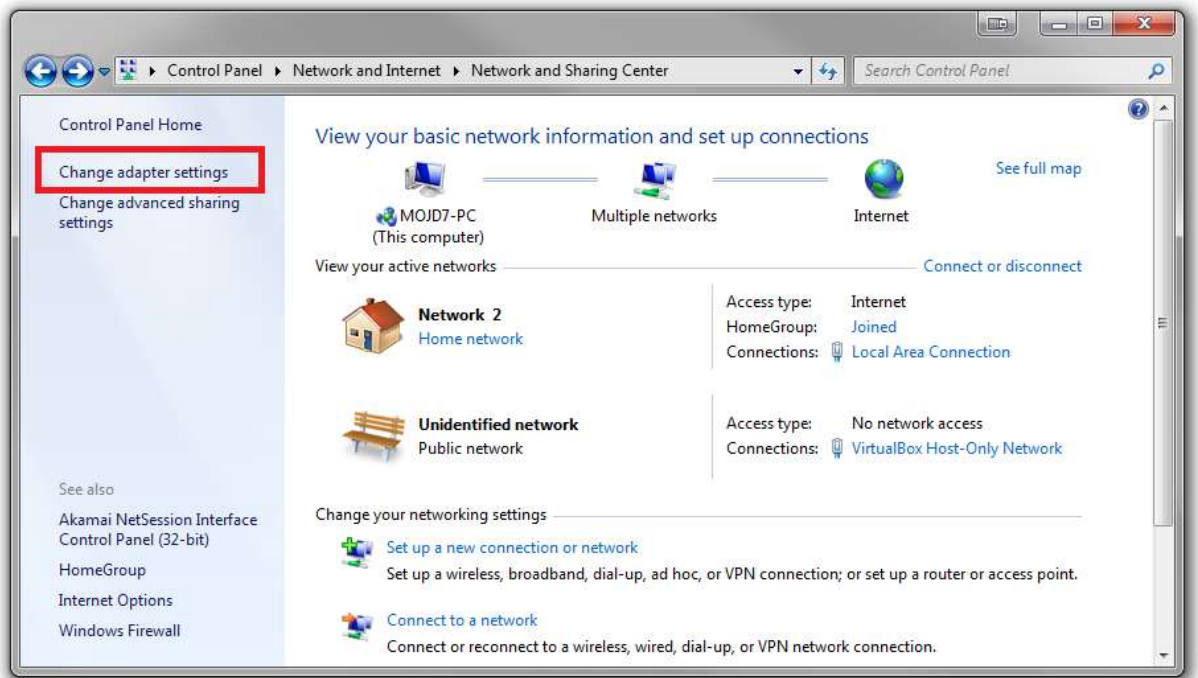 Control Panel ▸ Network and Internet ▸ Network and Sharing Center
Search Control Panel
Control Panel Home
Change adapter settings
Change advanced sharing
settings
See also
Akamai NetSession Interface
Control Panel (32-bit)
HomeGroup
Internet Options
Windows Firewall
View your basic network information and set up connections
See full map
MOJD7-PC
(This computer)
Multiple networks
Internet
View your active networks
Connect or disconnect
Network 2
Home network
Access type: Internet
HomeGroup: Joined
Connections: Local Area Connection
Unidentified network
Public network
Access type: No network access
Connections: VirtualBox Host-Only Network
Change your networking settings
Set up a new connection or network
Set up a wireless, broadband, dial-up, ad hoc, or VPN connection; or set up a router or access point.
Connect to a network
Connect or reconnect to a wireless, wired, dial-up, or VPN network connection.